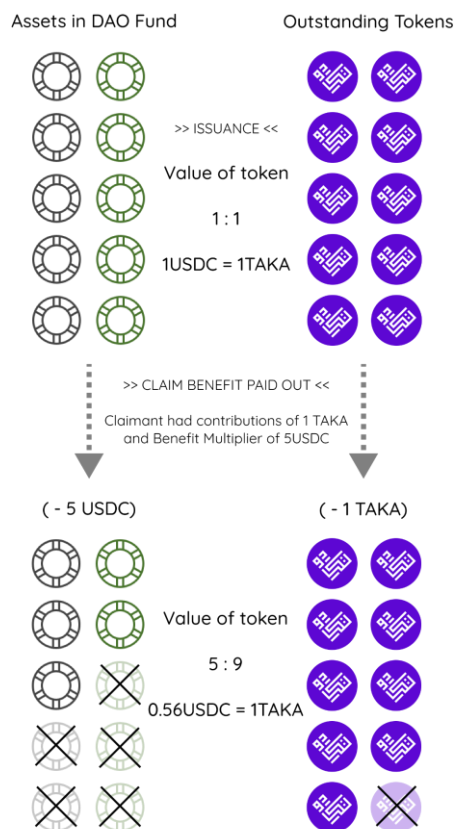 Assets in DAO Fund
Outstanding Tokens
>> ISSUANCE <<
Value of token
1 : 1
1USDC = 1TAKA
>> CLAIM BENEFIT PAID OUT <<
Claimant had contributions of 1 TAKA
and Benefit Multiplier of 5USDC
( - 5 USDC)
( - 1 TAKA)
Value of token
5 : 9
0.56USDC = 1TAKA